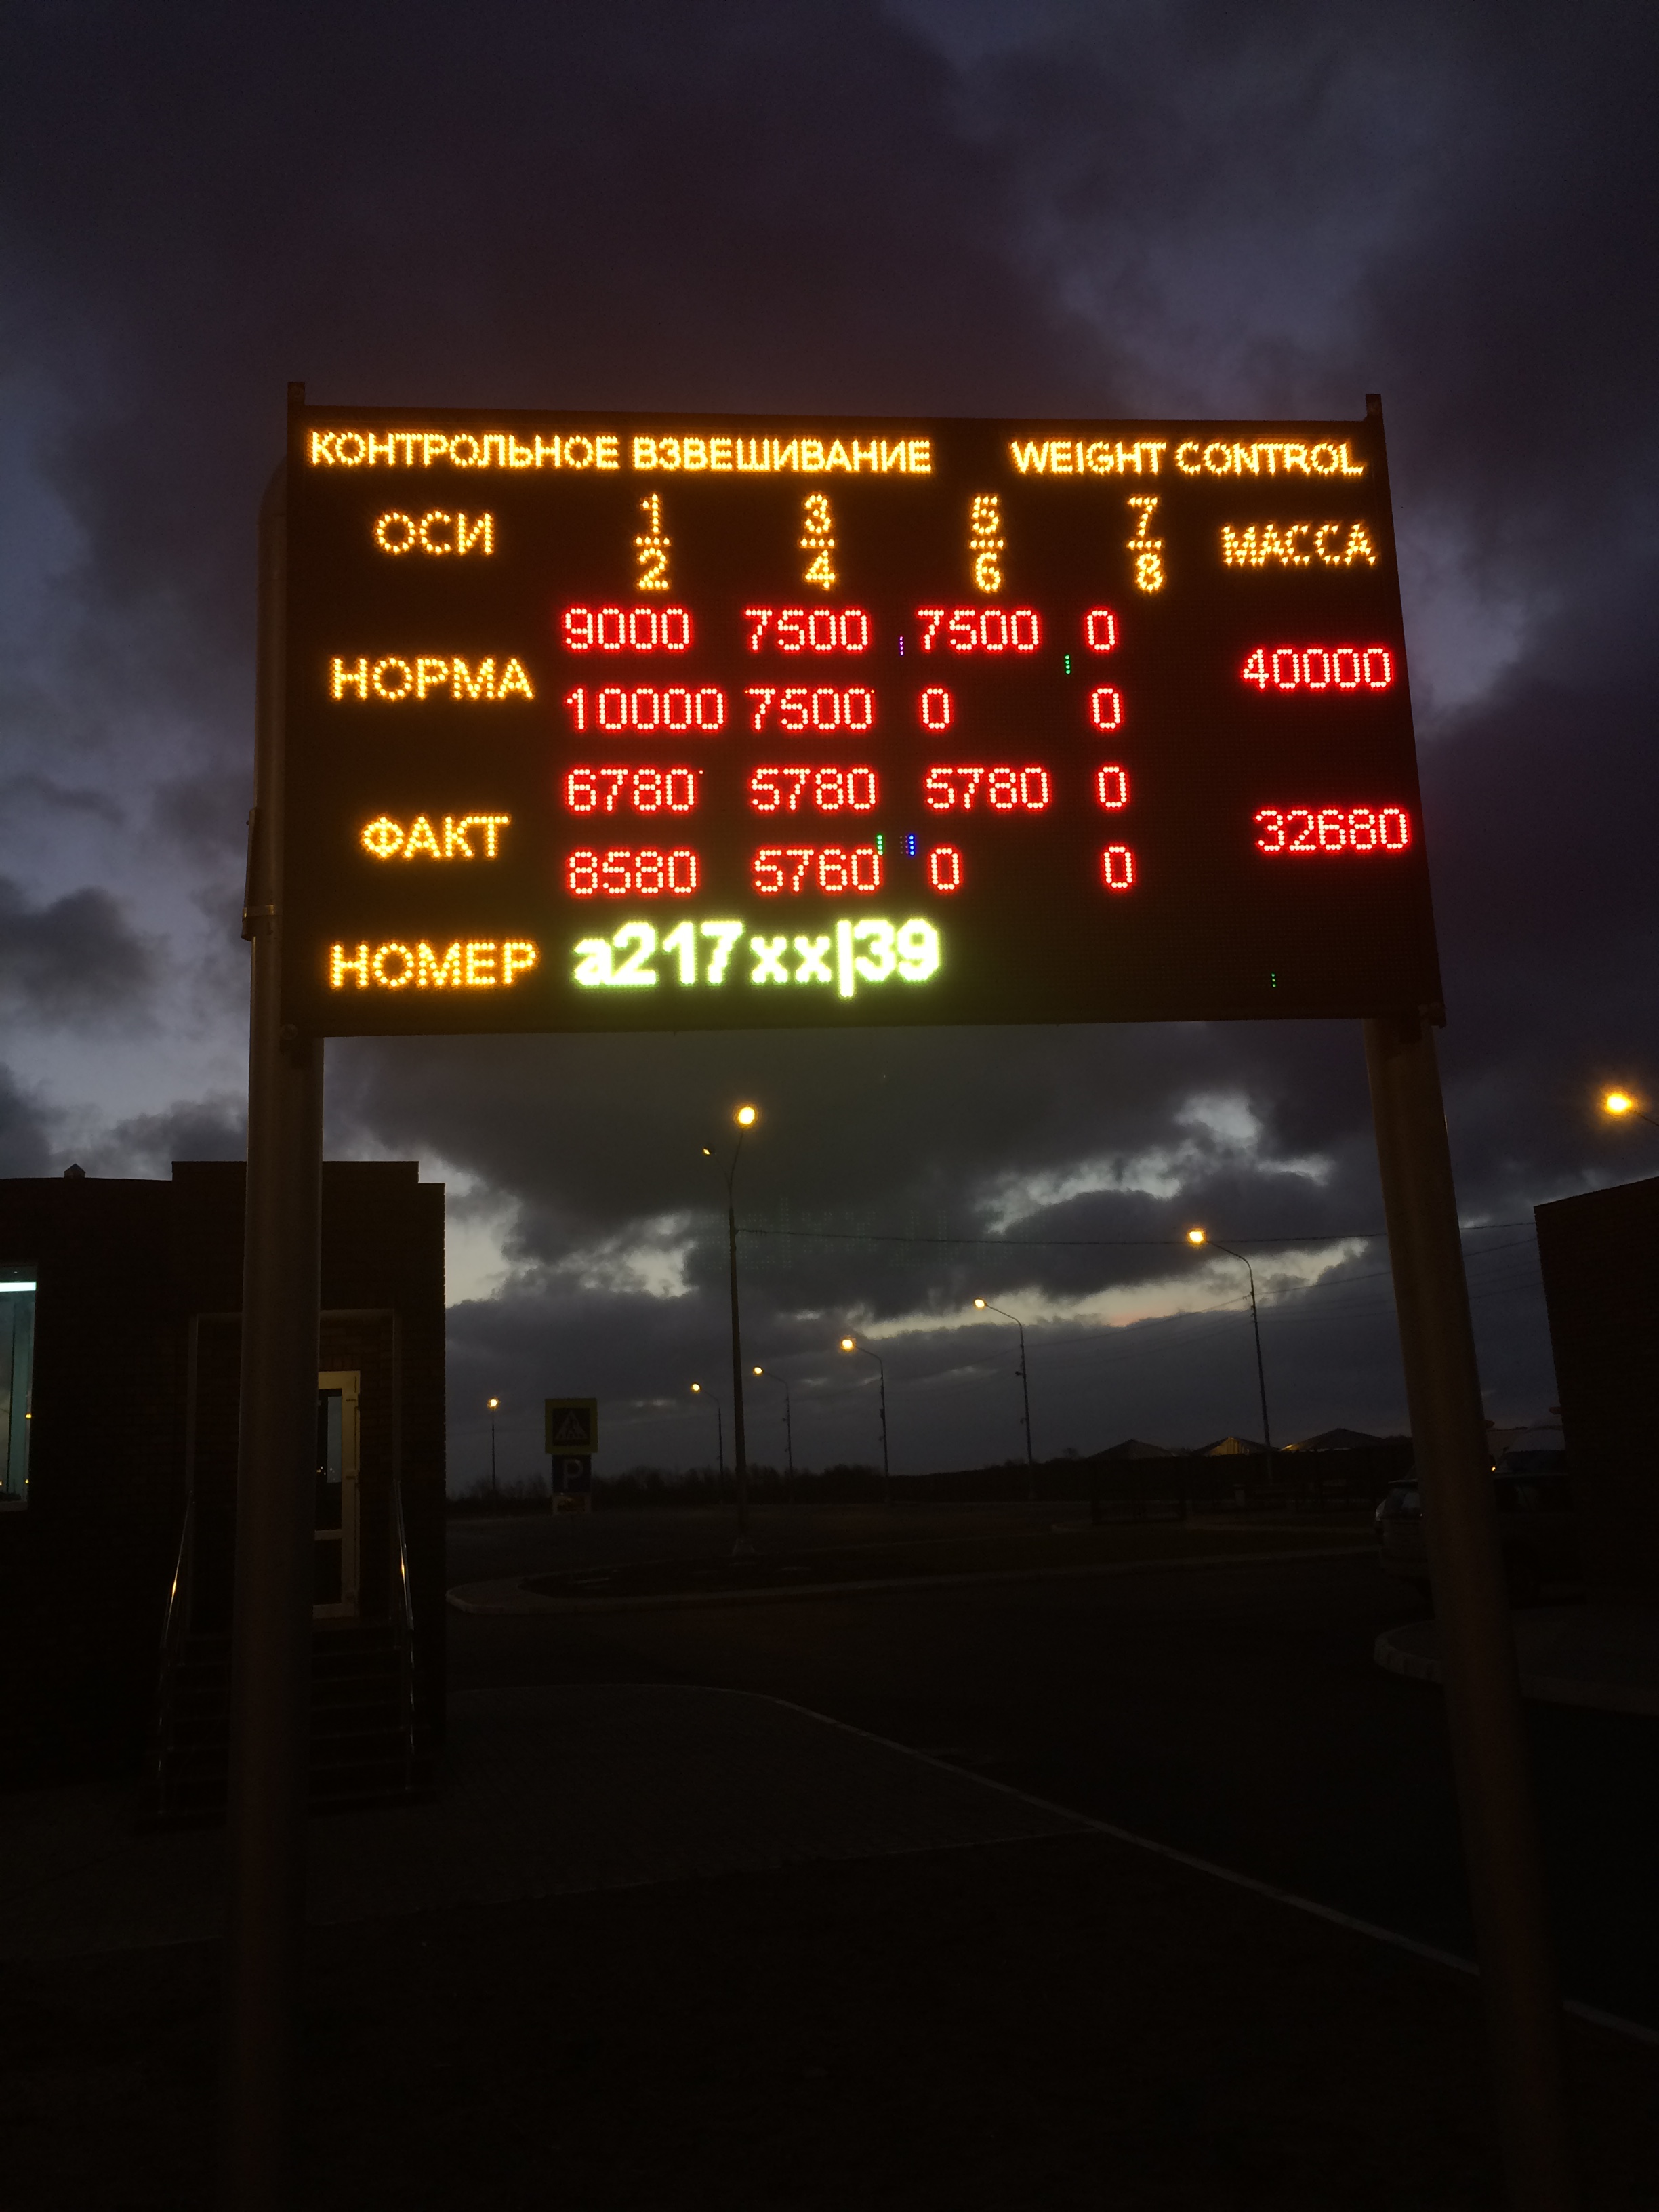 КОНТРОЛЬНОЕ ВЗВЕШИВАНИЕ WEIGHT CONTROL
ОСИ 1/2 3/4 5/6 7/8 МАССА
НОРМА 9000 7500 7500 0 40000
10000 7500 0 0
ФАКТ 6780 5780 5780 0 32680
8580 5760 0 0
НОМЕР a217xx|39
P